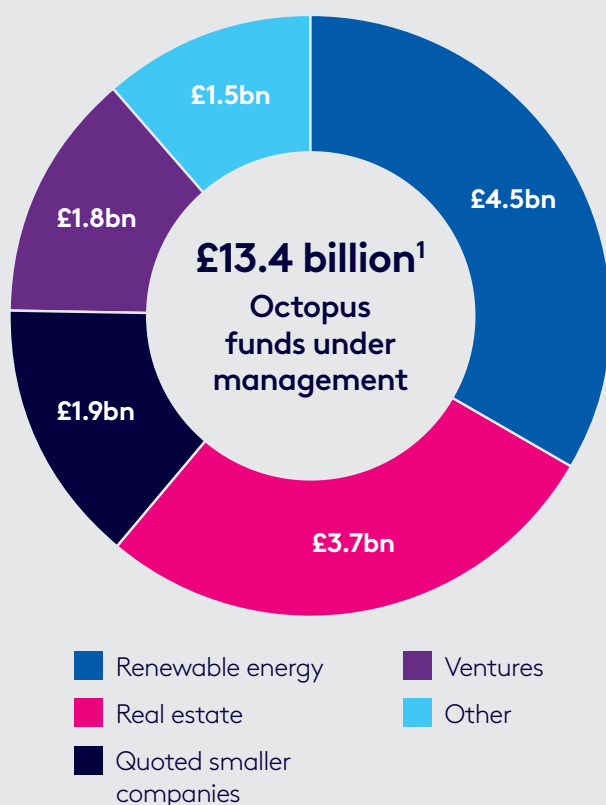 £1.5bn
£4.5bn
£1.8bn
£13.4 billion¹
Octopus
funds under
management
£1.9bn
£3.7bn
Renewable energy
Real estate
Quoted smaller
companies
Ventures
Other